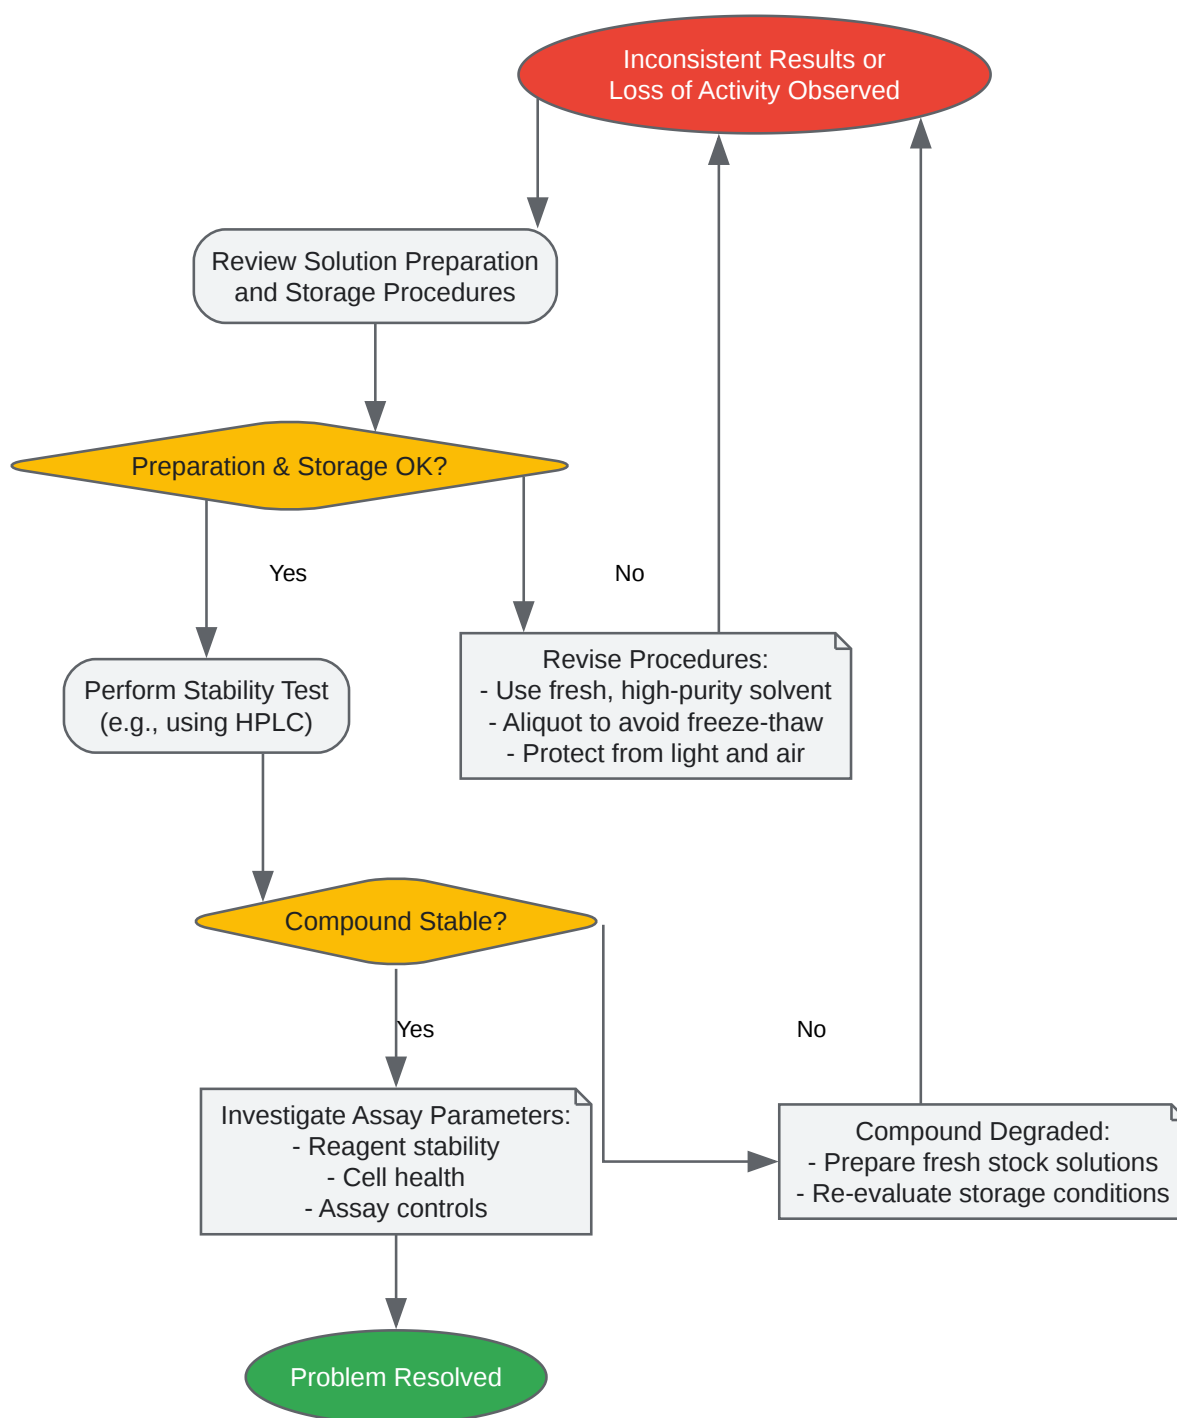 Inconsistent Results or
Loss of Activity Observed
Review Solution Preparation
and Storage Procedures
Preparation & Storage OK?
Yes
No
Perform Stability Test
(e.g., using HPLC)
Revise Procedures:
- Use fresh, high-purity solvent
- Aliquot to avoid freeze-thaw
- Protect from light and air
Compound Stable?
Yes
No
Investigate Assay Parameters:
- Reagent stability
- Cell health
- Assay controls
Compound Degraded:
- Prepare fresh stock solutions
- Re-evaluate storage conditions
Problem Resolved